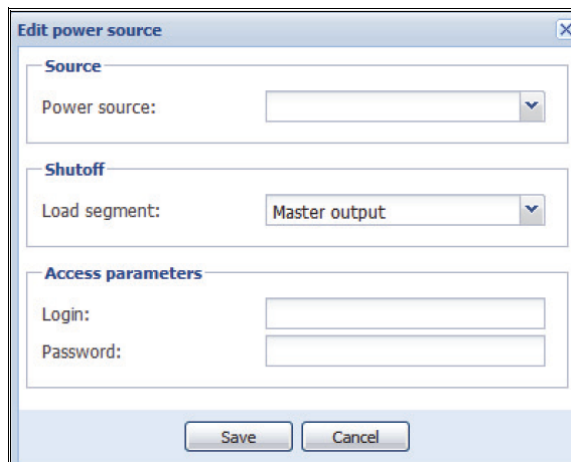 Edit power source
Source
Power source:
Shutoff
Load segment: Master output
Access parameters
Login:
Password:
Save Cancel